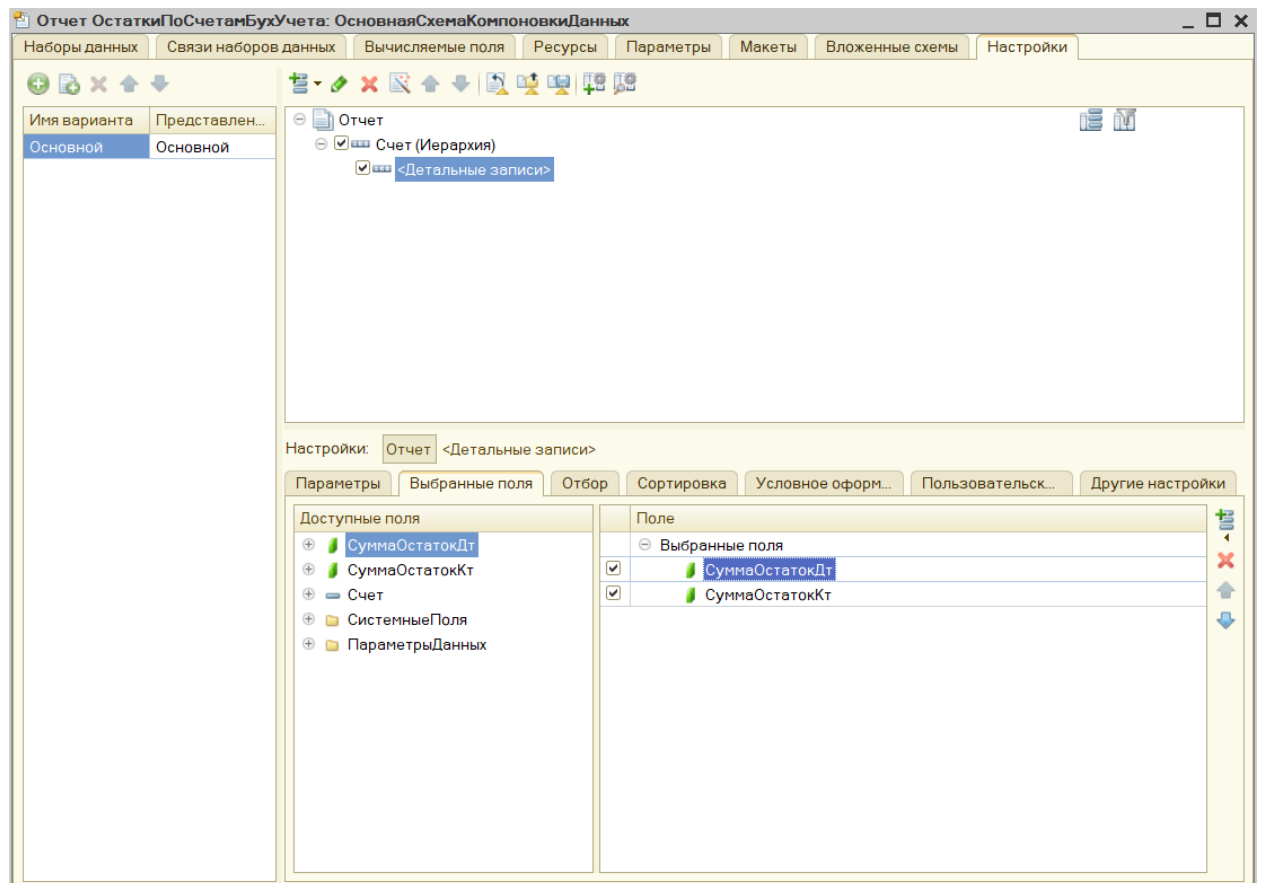 Отчет ОстаткиПоСчетамБухУчета: ОсновнаяСхемаКомпоновкиДанных
Наборы данных Связи наборов данных Вычисляемые поля Ресурсы Параметры Макеты Вложенные схемы Настройки
Имя варианта Представлен...
Основной Основной
Отчет
Счет (Иерархия)
<Детальные записи>
Настройки: Отчет <Детальные записи>
Параметры Выбранные поля Отбор Сортировка Условное оформ... Пользовательск... Другие настройки
Доступные поля Поле
СуммаОстатокДт Выбранные поля
СуммаОстатокКт СуммаОстатокДт
Счет СуммаОстатокКт
СистемныеПоля
ПараметрыДанных